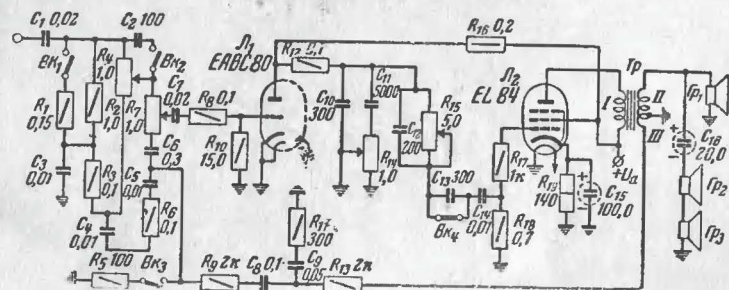 C1 0,02
C2 100
Вк1
R4 1,0
Вк2
C7 0,02
R1 0,15
R2 1,0
R7 1,0
R8 0,1
C3 0,01
R3 0,1
C6 0,3
C5 0,01
R6 0,1
C4 0,01
R10 15,0
R5 100
Вк3
R9 2к
C8 0,1
Л1
R12 0,1
C10 300
C11 5000
R14 1,0
C12 200
R15 5,0
C13 300
Вк4
C14 0,01
R17 300
C9 0,05
R13 2к
R16 0,2
Л2
EL 84
R17 1к
R18 0,7
R19 140
C15 100,0
Тр
I
II
III
+Uа
Гр1
C16 20,0
Гр2
Гр3